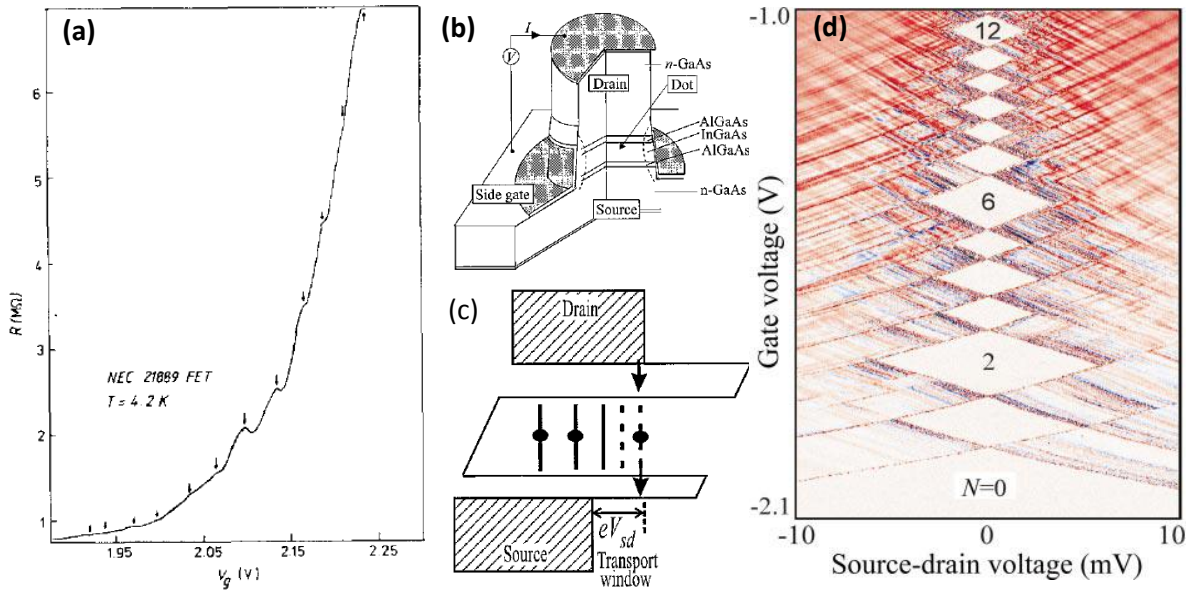 (a)
6
5
4
3
2
1
R (MΩ)
NEC 21889 FET
T = 4.2 K
1.95
2.05
2.15
2.25
Vg (V)
(b)
I
V
n-GaAs
Drain
Dot
AlGaAs
InGaAs
AlGaAs
Side gate
n-GaAs
Source
(c)
Drain
eVsd
Source
Transport
window
(d)
-1.0
12
6
2
N=0
-2.1
Gate voltage (V)
-10
0
10
Source-drain voltage (mV)